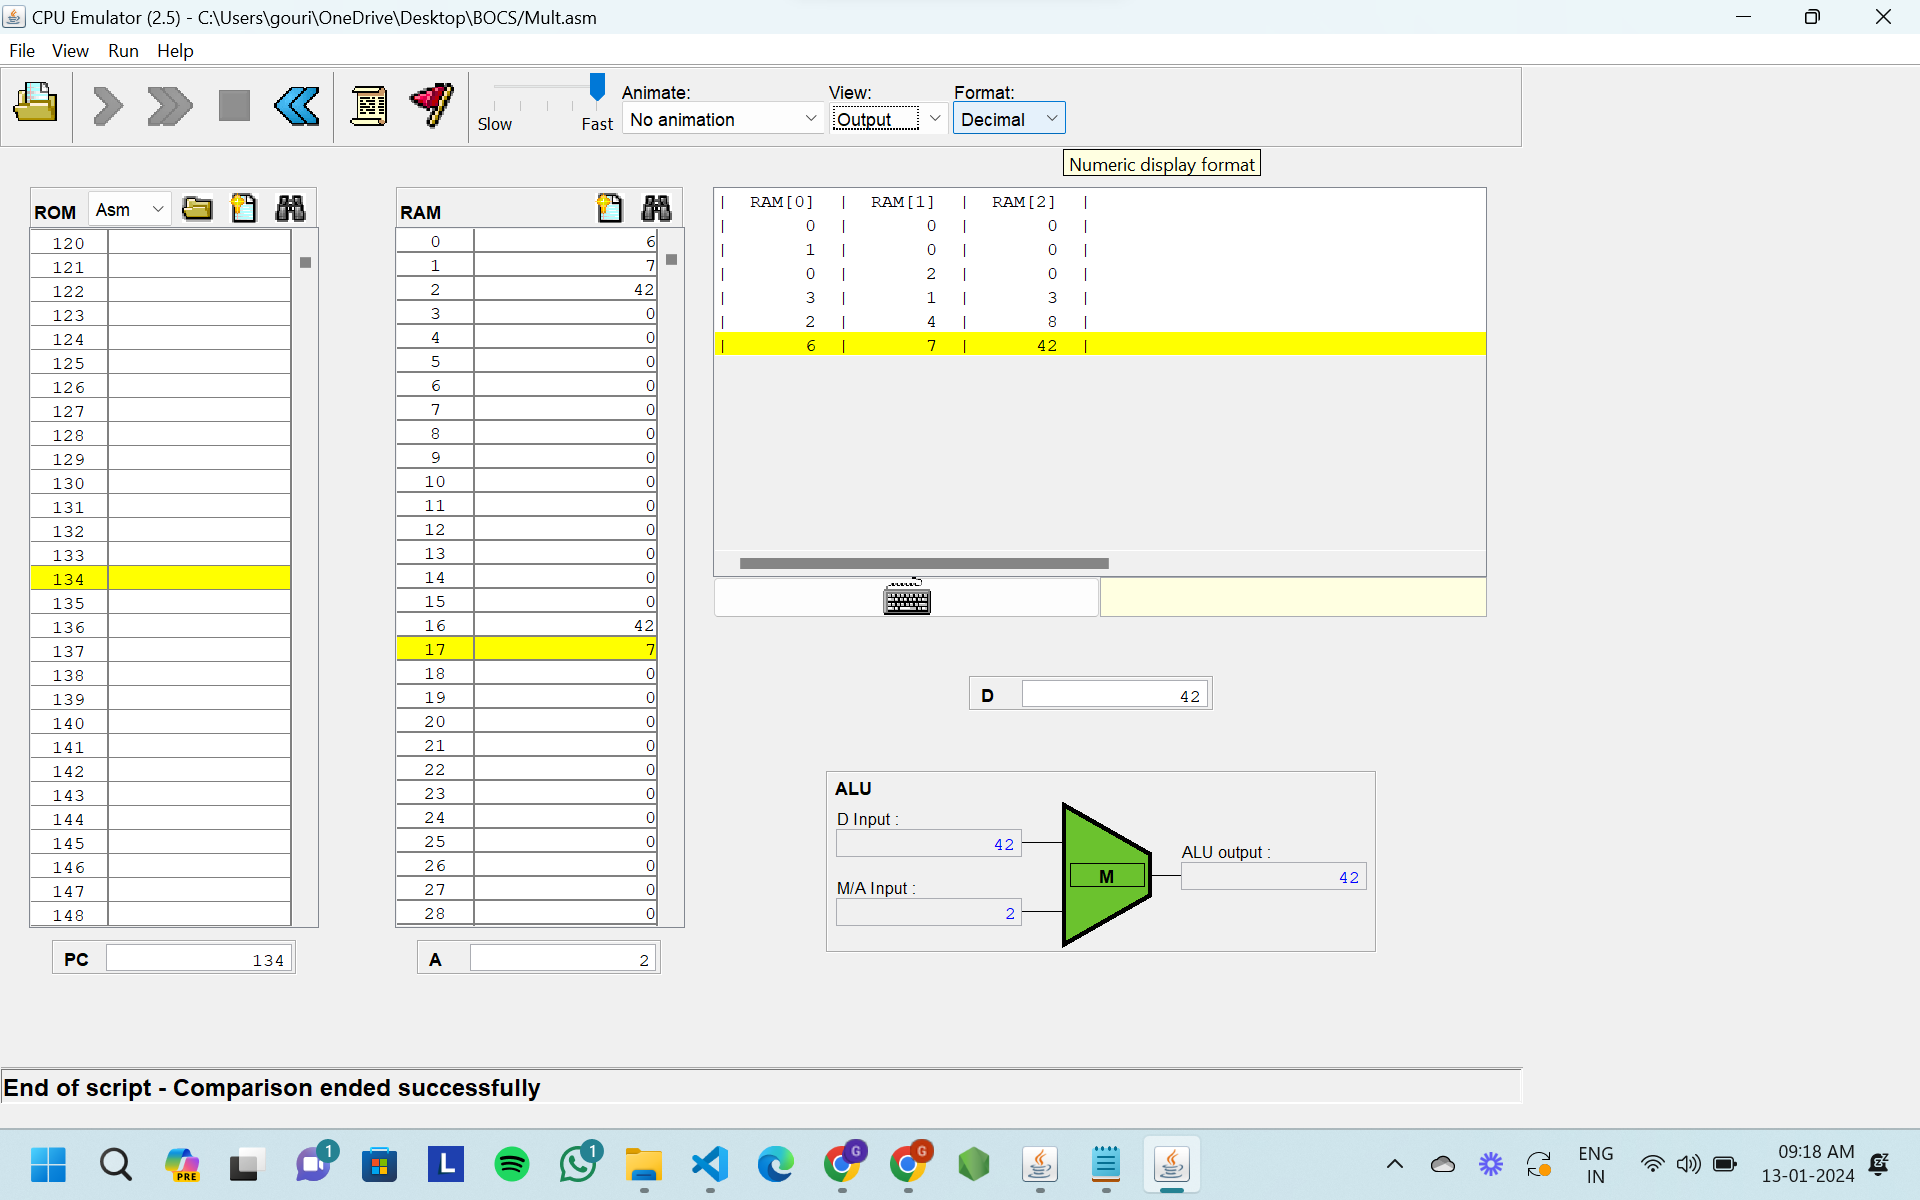 CPU Emulator (2.5) - C:\Users\gouri\OneDrive\Desktop\BOCS/Mult.asm
File View Run Help
Slow Fast
Animate:
No animation
View:
Output
Format:
Decimal
Numeric display format
ROM Asm
120
121
122
123
124
125
126
127
128
129
130
131
132
133
134
135
136
137
138
139
140
141
142
143
144
145
146
147
148
PC 134
RAM
0 6
1 7
2 42
3 0
4 0
5 0
6 0
7 0
8 0
9 0
10 0
11 0
12 0
13 0
14 0
15 0
16 42
17 7
18 0
19 0
20 0
21 0
22 0
23 0
24 0
25 0
26 0
27 0
28 0
A 2
| RAM[0] | RAM[1] | RAM[2] |
| 0 | 0 | 0 |
| 1 | 0 | 0 |
| 0 | 2 | 0 |
| 3 | 1 | 3 |
| 2 | 4 | 8 |
| 6 | 7 | 42 |
D 42
ALU
D Input :
42
M/A Input :
2
M
ALU output :
42
End of script - Comparison ended successfully
PRE
1
L
1
G
G
ENG
IN
09:18 AM
13-01-2024